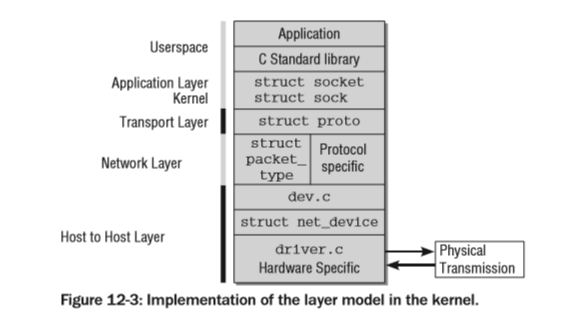 Userspace
Application
C Standard library
Application Layer
Kernel
struct socket
struct sock
Transport Layer
struct proto
Network Layer
struct
packet_
type
Protocol
specific
Host to Host Layer
dev.c
struct net_device
driver.c
Hardware Specific
Physical
Transmission
Figure 12-3: Implementation of the layer model in the kernel.